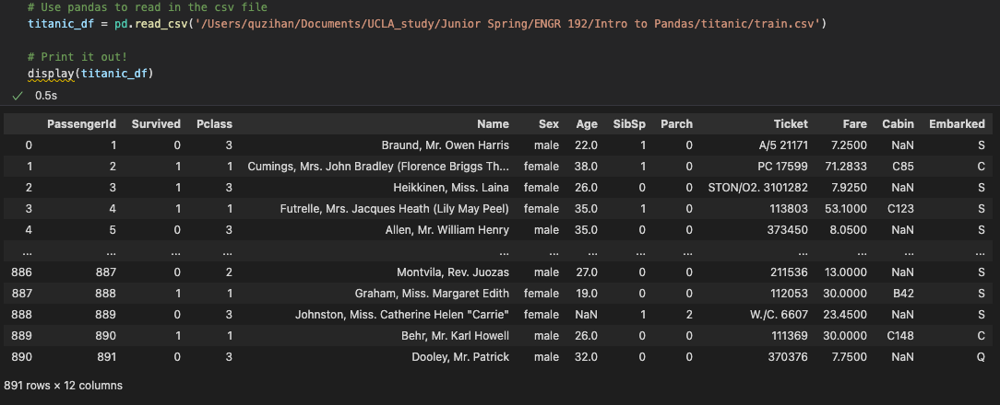 # Use pandas to read in the csv file
titanic_df = pd.read_csv('/Users/quzihan/Documents/UCLA_study/Junior Spring/ENGR 192/Intro to Pandas/titanic/train.csv')
# Print it out!
display(titanic_df)
✓ 0.5s
PassengerId Survived Pclass Name Sex Age SibSp Parch Ticket Fare Cabin Embarked
0 1 0 3 Braund, Mr. Owen Harris male 22.0 1 0 A/5 21171 7.2500 NaN S
1 2 1 1 Cumings, Mrs. John Bradley (Florence Briggs Th... female 38.0 1 0 PC 17599 71.2833 C85 C
2 3 1 3 Heikkinen, Miss. Laina female 26.0 0 0 STON/O2. 3101282 7.9250 NaN S
3 4 1 1 Futrelle, Mrs. Jacques Heath (Lily May Peel) female 35.0 1 0 113803 53.1000 C123 S
4 5 0 3 Allen, Mr. William Henry male 35.0 0 0 373450 8.0500 NaN S
... ... ... ... ... ... ... ... ... ... ... ... ...
886 887 0 2 Montvila, Rev. Juozas male 27.0 0 0 211536 13.0000 NaN S
887 888 1 1 Graham, Miss. Margaret Edith female 19.0 0 0 112053 30.0000 B42 S
888 889 0 3 Johnston, Miss. Catherine Helen "Carrie" female NaN 1 2 W./C. 6607 23.4500 NaN S
889 890 1 1 Behr, Mr. Karl Howell male 26.0 0 0 111369 30.0000 C148 C
890 891 0 3 Dooley, Mr. Patrick male 32.0 0 0 370376 7.7500 NaN Q
891 rows × 12 columns